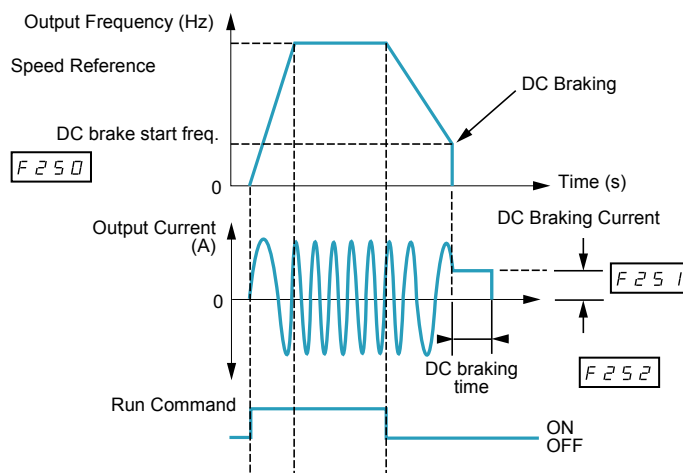 Output Frequency (Hz)
Speed Reference
DC Braking
DC brake start freq.
F250
0
Time (s)
Output Current
(A)
DC Braking Current
F251
0
DC braking
time
F252
Run Command
ON
OFF